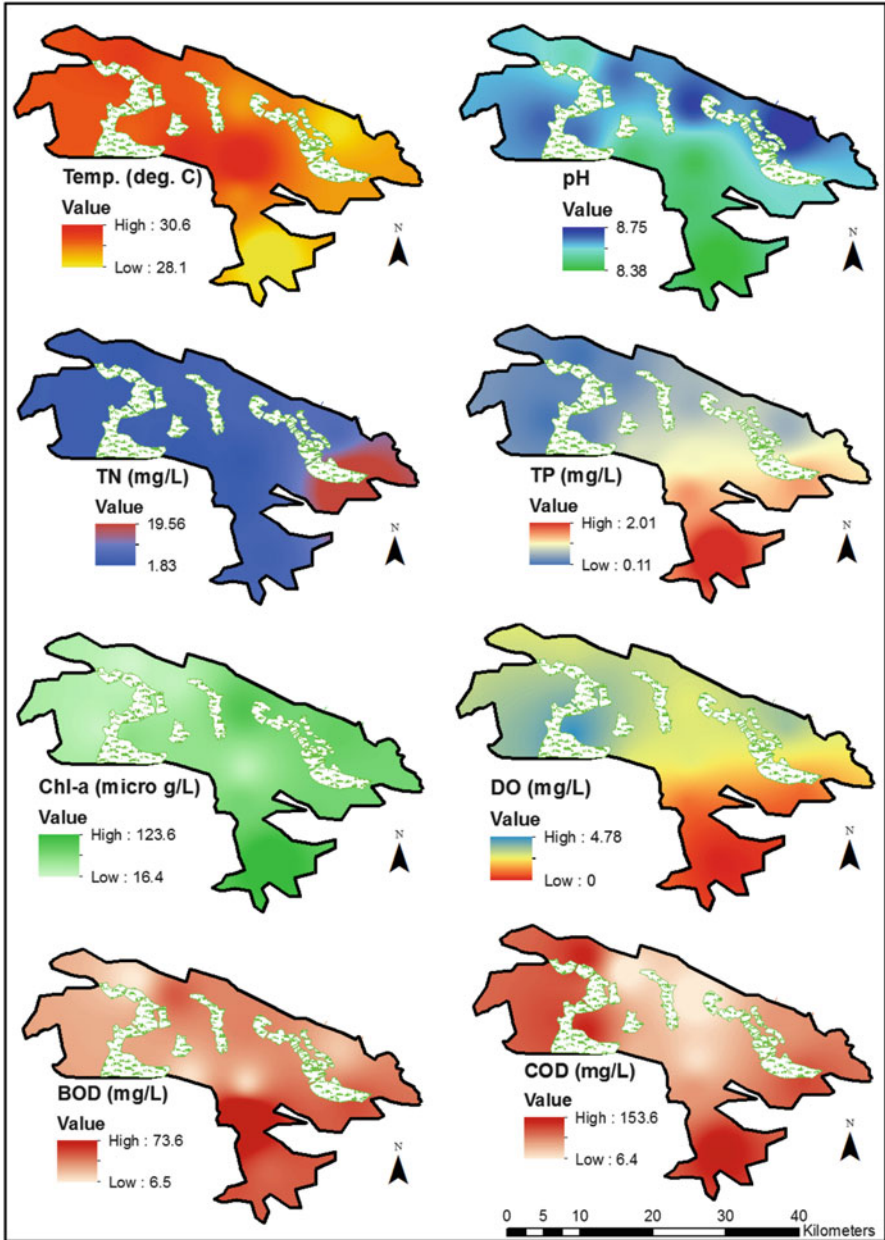 Temp. (deg. C)
Value
High : 30.6
Low : 28.1
N
pH
Value
8.75
8.38
N
TN (mg/L)
Value
19.56
1.83
N
TP (mg/L)
Value
High : 2.01
Low : 0.11
N
Chl-a (micro g/L)
Value
High : 123.6
Low : 16.4
N
DO (mg/L)
Value
High : 4.78
Low : 0
N
BOD (mg/L)
Value
High : 73.6
Low : 6.5
N
COD (mg/L)
Value
High : 153.6
Low : 6.4
N
0 5 10 20 30 40
Kilometers